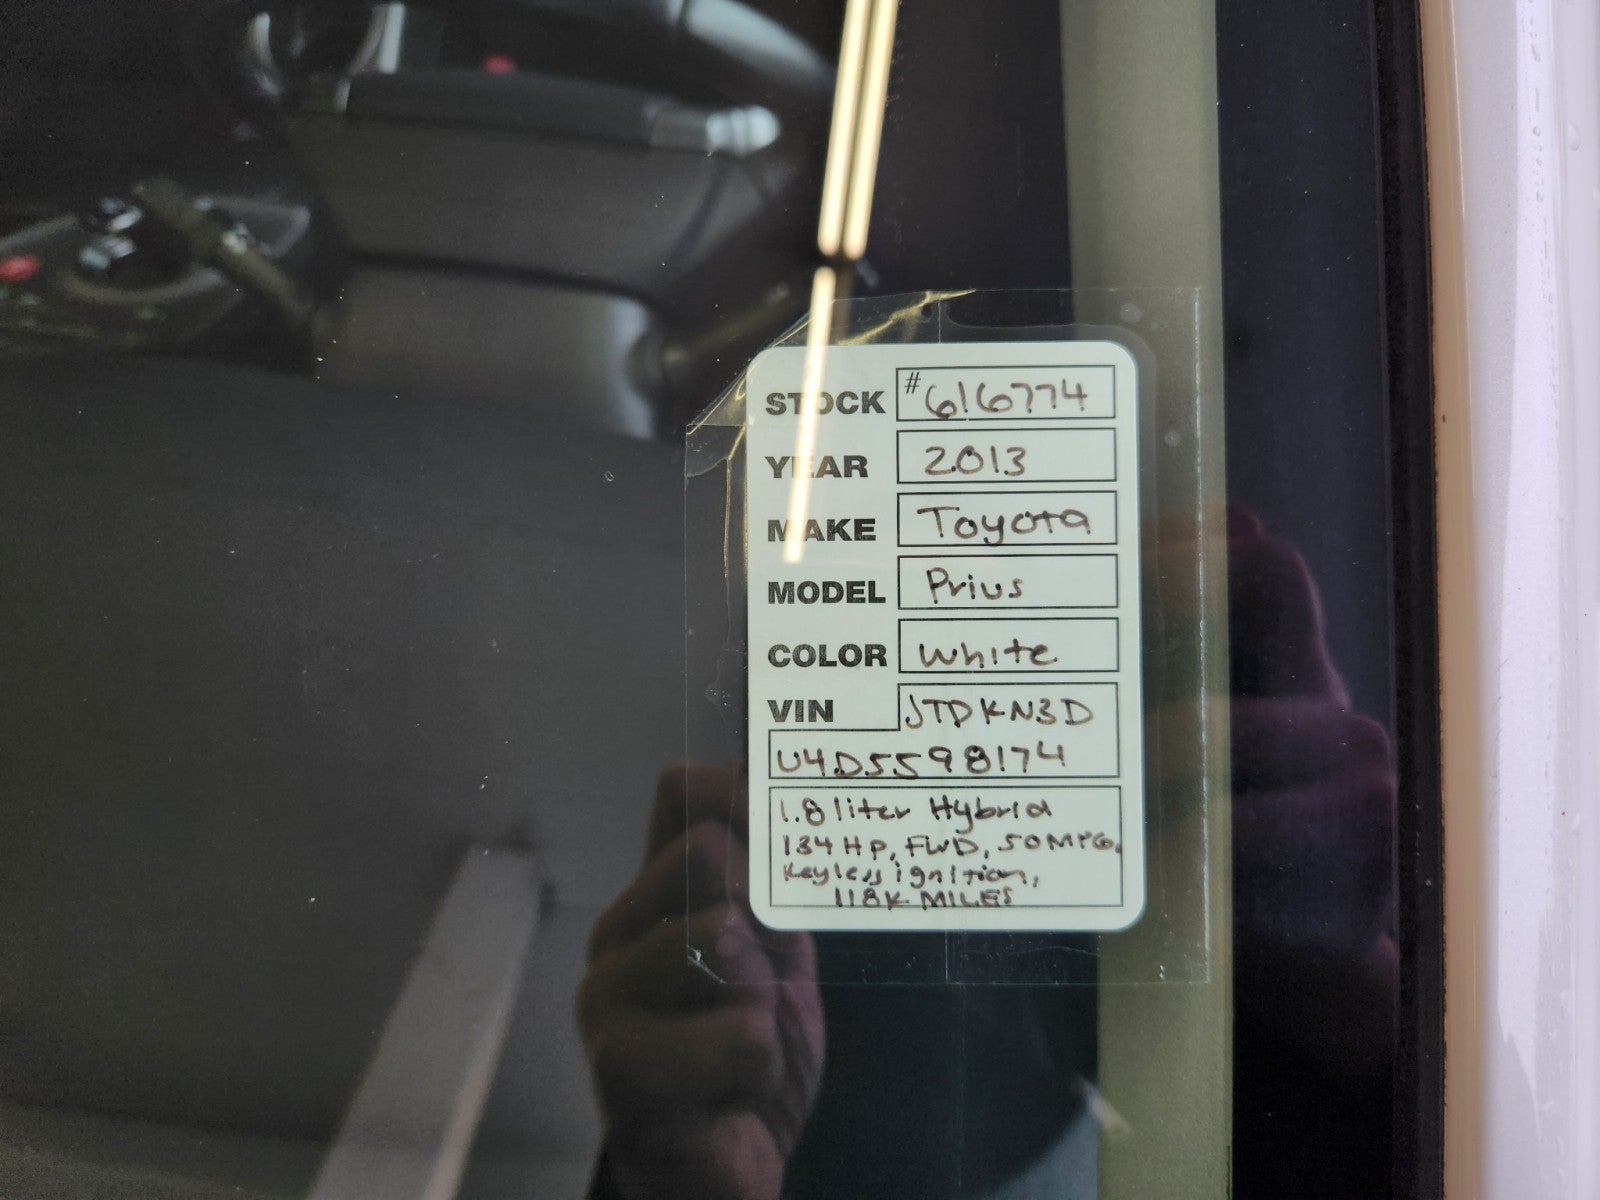 STOCK #616774
YEAR 2013
MAKE Toyota
MODEL Prius
COLOR White
VIN JTDKN3D
U4D5598174
1.8 liter Hybrid
134 HP, FWD, 50 MPG,
Keyless ignition,
118K MILES